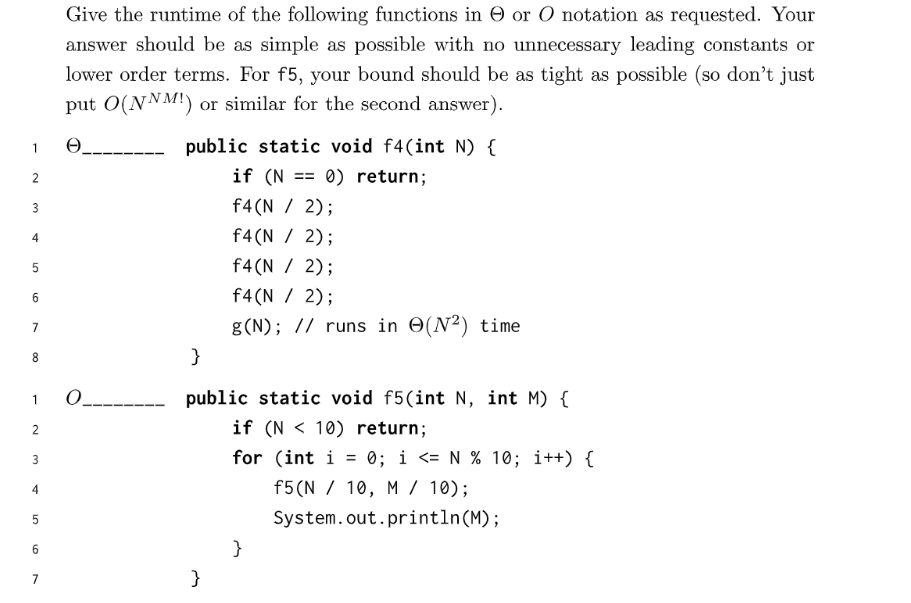 Give the runtime of the following functions in Θ or O notation as requested. Your
answer should be as simple as possible with no unnecessary leading constants or
lower order terms. For f5, your bound should be as tight as possible (so don't just
put O(N^{NM!}) or similar for the second answer).
1 Θ________ public static void f4(int N) {
2 if (N == 0) return;
3 f4(N / 2);
4 f4(N / 2);
5 f4(N / 2);
6 f4(N / 2);
7 g(N); // runs in Θ(N²) time
8 }
1 O________ public static void f5(int N, int M) {
2 if (N < 10) return;
3 for (int i = 0; i <= N % 10; i++) {
4 f5(N / 10, M / 10);
5 System.out.println(M);
6 }
7 }